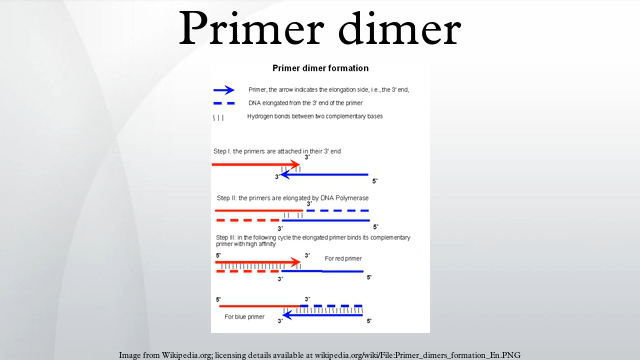 Primer dimer
Primer dimer formation
Primer, the arrow indicates the elongation side, i.e., the 3' end,
DNA elongated from the 3' end of the primer
Hydrogen bonds between two complementary bases
Step I: the primers are attached in their 3' end
3'
3'
5'
Step II: the primers are elongated by DNA Polymerase
3'
3'
5'
Step III: in the following cycle the elongated primer binds its complementary
primer with high affinity
5'
3'
For red primer
3'
5'
5'
3'
For blue primer
3'
5'
Image from Wikipedia.org; licensing details available at wikipedia.org/wiki/File:Primer_dimers_formation_En.PNG